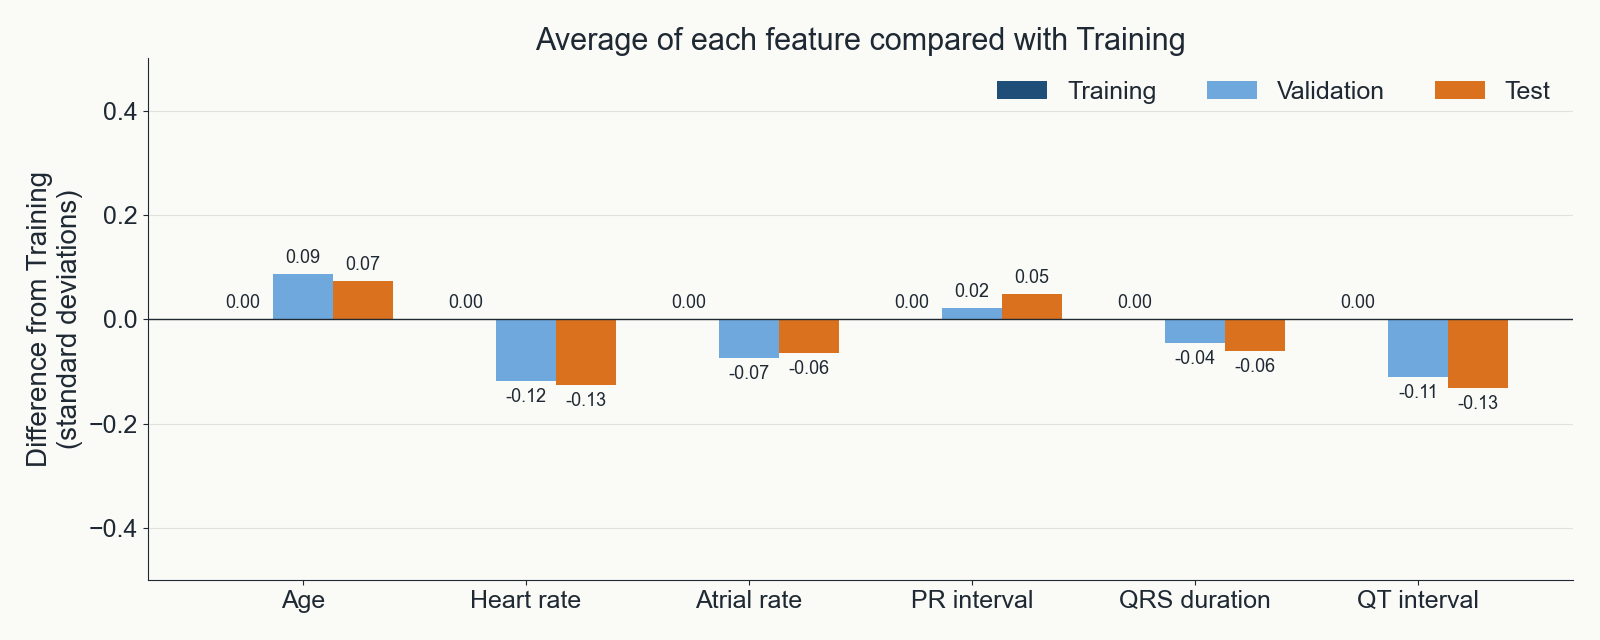 Average of each feature compared with Training
Training Validation Test
Difference from Training
(standard deviations)
0.4
0.2
0.0
−0.2
−0.4
0.00 0.09 0.07
0.00 -0.12 -0.13
0.00 -0.07 -0.06
0.00 0.02 0.05
0.00 -0.04 -0.06
0.00 -0.11 -0.13
Age Heart rate Atrial rate PR interval QRS duration QT interval